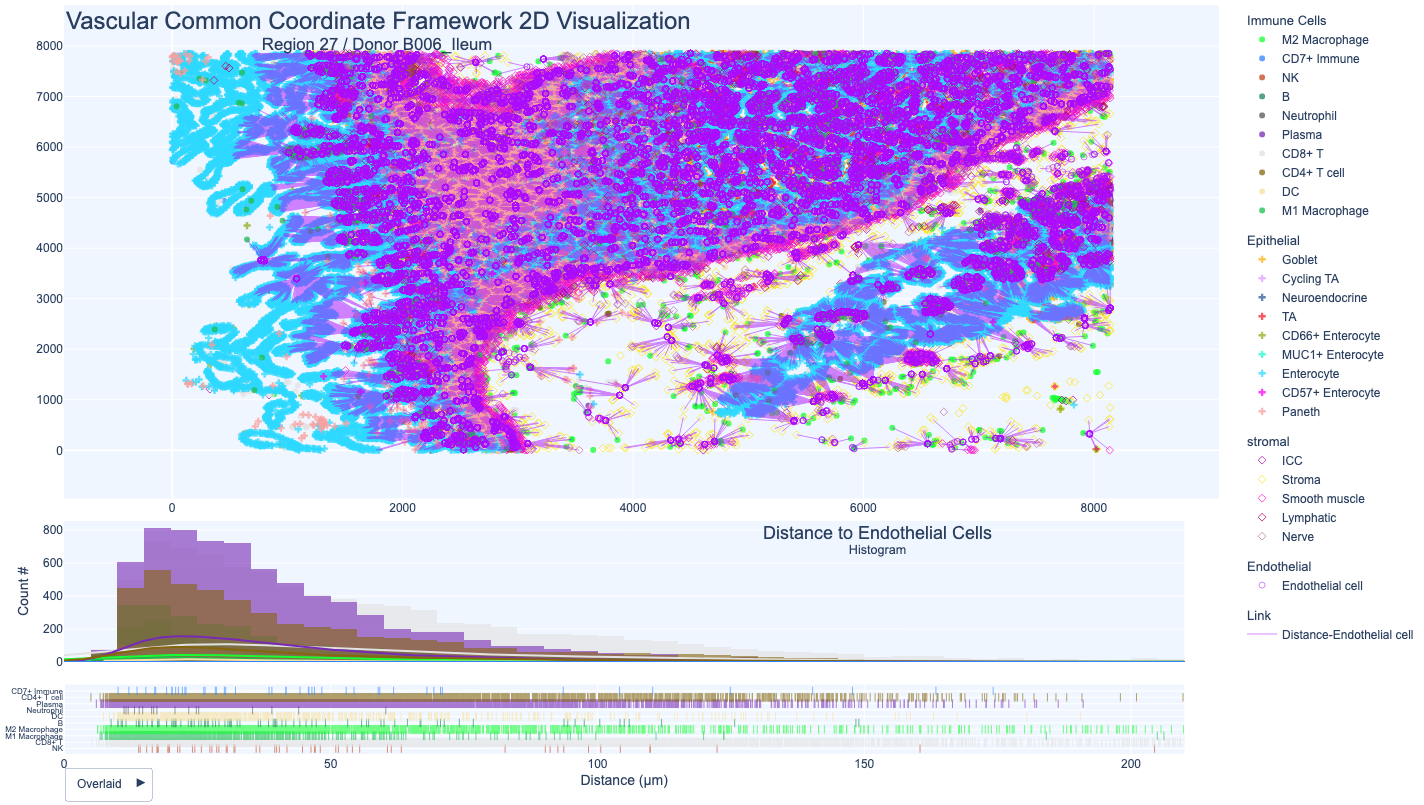 Vascular Common Coordinate Framework 2D Visualization
Region 27 / Donor B006_Ileum
8000
7000
6000
5000
4000
3000
2000
1000
0
0 2000 4000 6000 8000
Immune Cells
M2 Macrophage
CD7+ Immune
NK
B
Neutrophil
Plasma
CD8+ T
CD4+ T cell
DC
M1 Macrophage
Epithelial
Goblet
Cycling TA
Neuroendocrine
TA
CD66+ Enterocyte
MUC1+ Enterocyte
Enterocyte
CD57+ Enterocyte
Paneth
stromal
ICC
Stroma
Smooth muscle
Lymphatic
Nerve
Endothelial
Endothelial cell
Link
Distance-Endothelial cell
Distance to Endothelial Cells
Histogram
Count #
800
600
400
200
0
CD7+ Immune
CD4+ T cell
Plasma
Neutrophil
DC
B
M2 Macrophage
M1 Macrophage
CD8+ T
NK
0 50 100 150 200
Distance (μm)
Overlaid ►